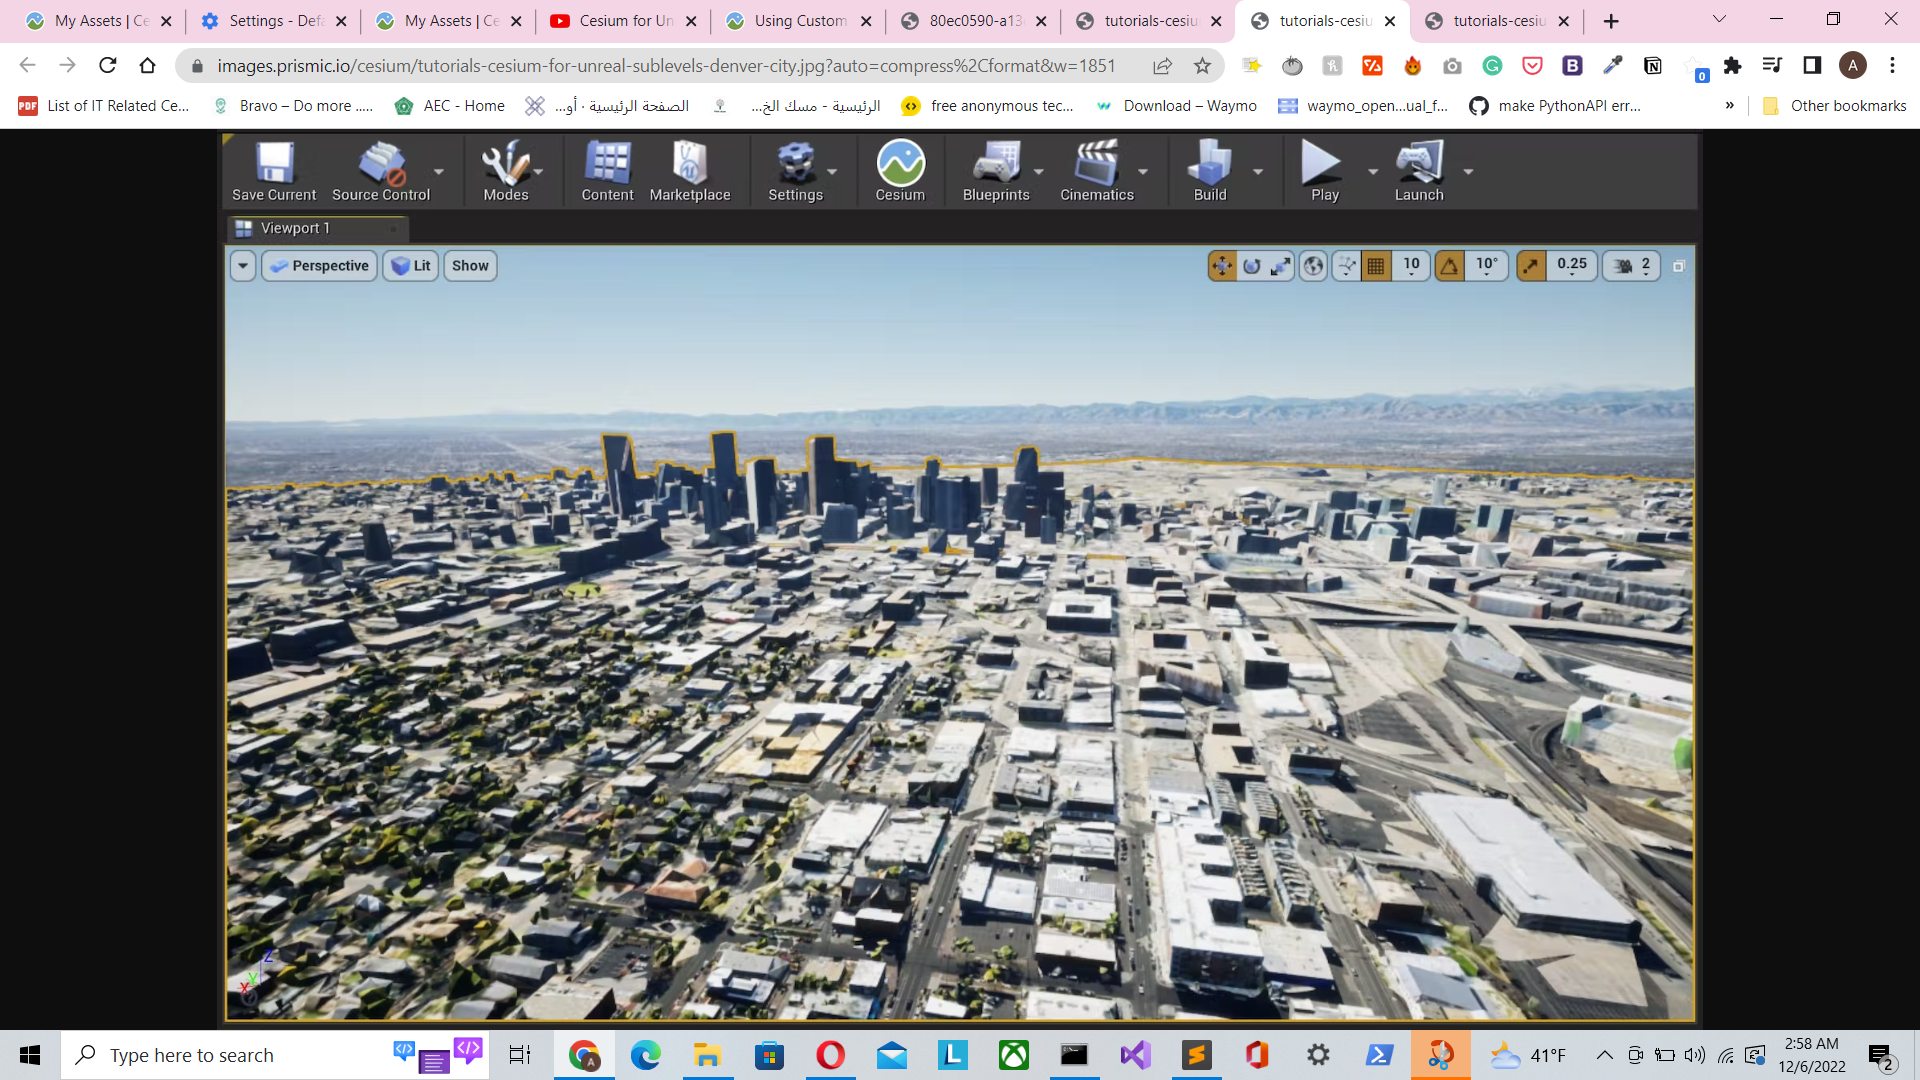 My Assets | Ce
Settings - Defa
My Assets | Ce
Cesium for Un
Using Custom
80ec0590-a13
tutorials-cesiu
tutorials-cesiu
tutorials-cesiu
images.prismic.io/cesium/tutorials-cesium-for-unreal-sublevels-denver-city.jpg?auto=compress%2Cformat&w=1851
0
A
PDF
List of IT Related Ce...
Bravo – Do more .....
AEC - Home
الصفحة الرئيسية · أو...
الرئيسية - مسك الخ...
free anonymous tec...
Download – Waymo
waymo_open...ual_f...
make PythonAPI err...
»
Other bookmarks
Save Current
Source Control
Modes
Content
Marketplace
Settings
Cesium
Blueprints
Cinematics
Build
Play
Launch
Viewport 1
Perspective
Lit
Show
10
10°
0.25
2
Z
Y
X
Type here to search
41°F
2:58 AM
12/6/2022
2